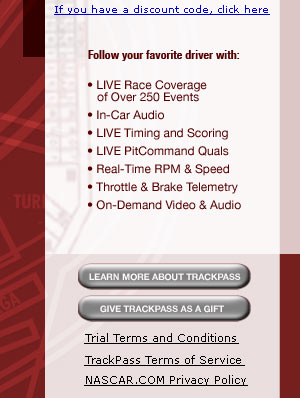 If you have a discount code, click here
Follow your favorite driver with:
• LIVE Race Coverage
of Over 250 Events
• In-Car Audio
• LIVE Timing and Scoring
• LIVE PitCommand Quals
• Real-Time RPM & Speed
• Throttle & Brake Telemetry
• On-Demand Video & Audio
LEARN MORE ABOUT TRACKPASS
GIVE TRACKPASS AS A GIFT
Trial Terms and Conditions
TrackPass Terms of Service
NASCAR.COM Privacy Policy